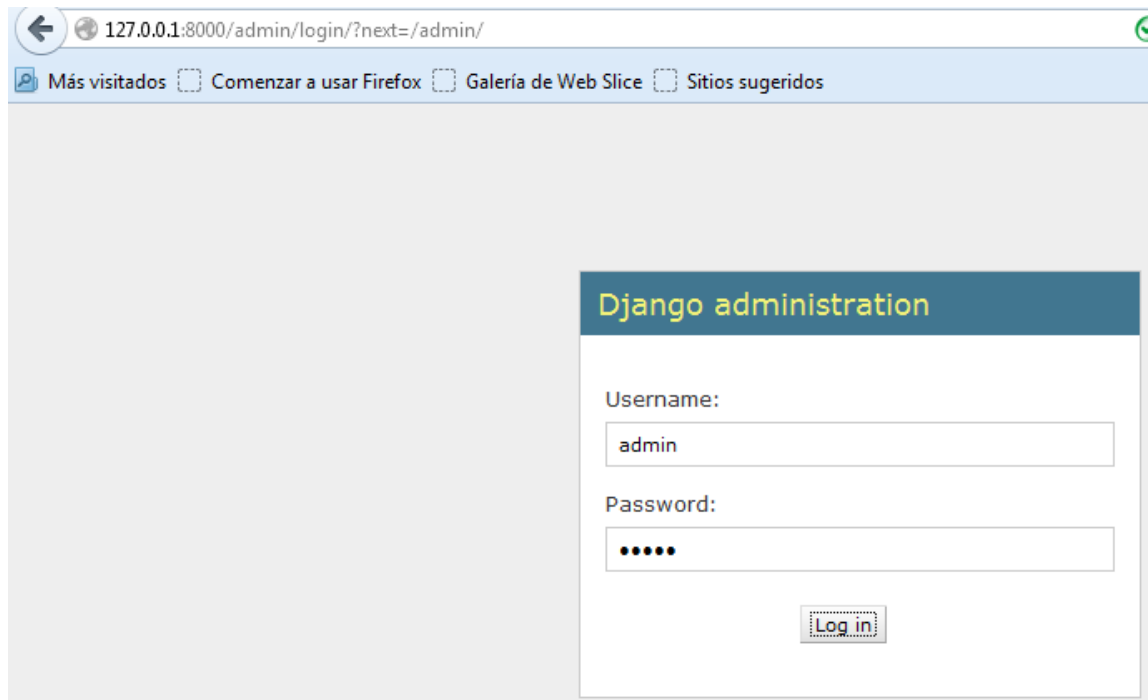 127.0.0.1:8000/admin/login/?next=/admin/
Más visitados Comenzar a usar Firefox Galería de Web Slice Sitios sugeridos
Django administration
Username:
admin
Password:
•••••
Log in